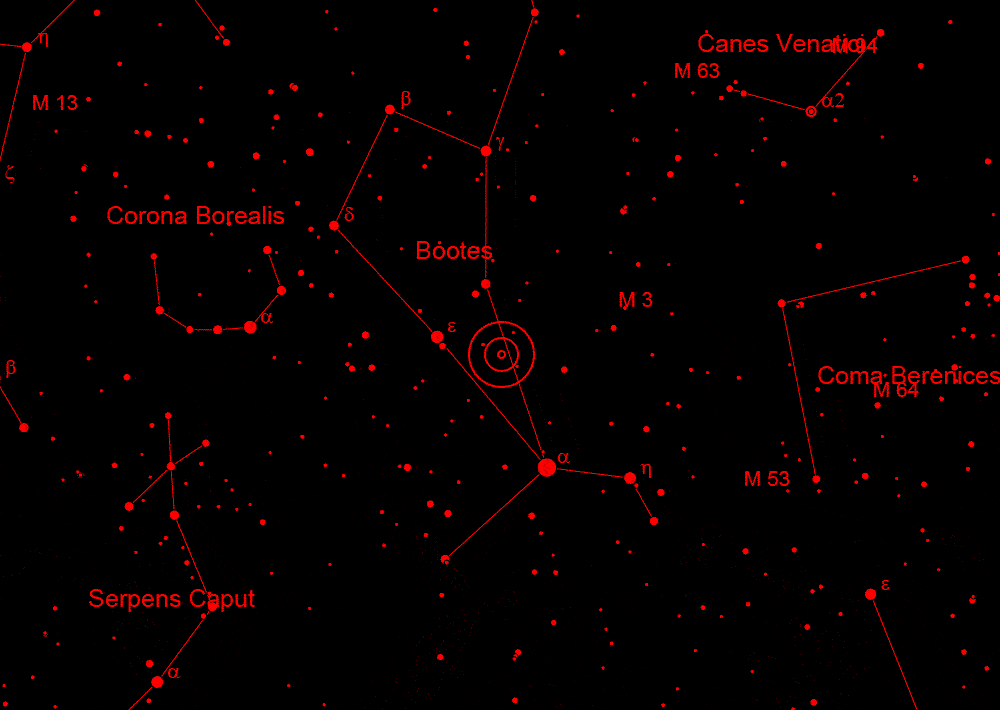 η
Canes Venatici
M 94
M 63
β
α2
M 13
γ
ζ
Corona Borealis
δ
Bootes
M 3
α
ε
β
Coma Berenices
M 64
α
η
M 53
ε
Serpens Caput
α